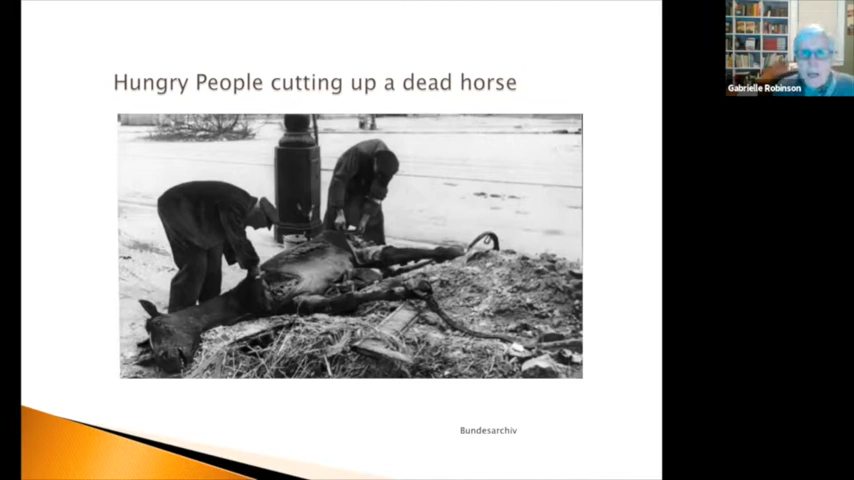 Hungry People cutting up a dead horse
Gabrielle Robinson
Bundesarchiv